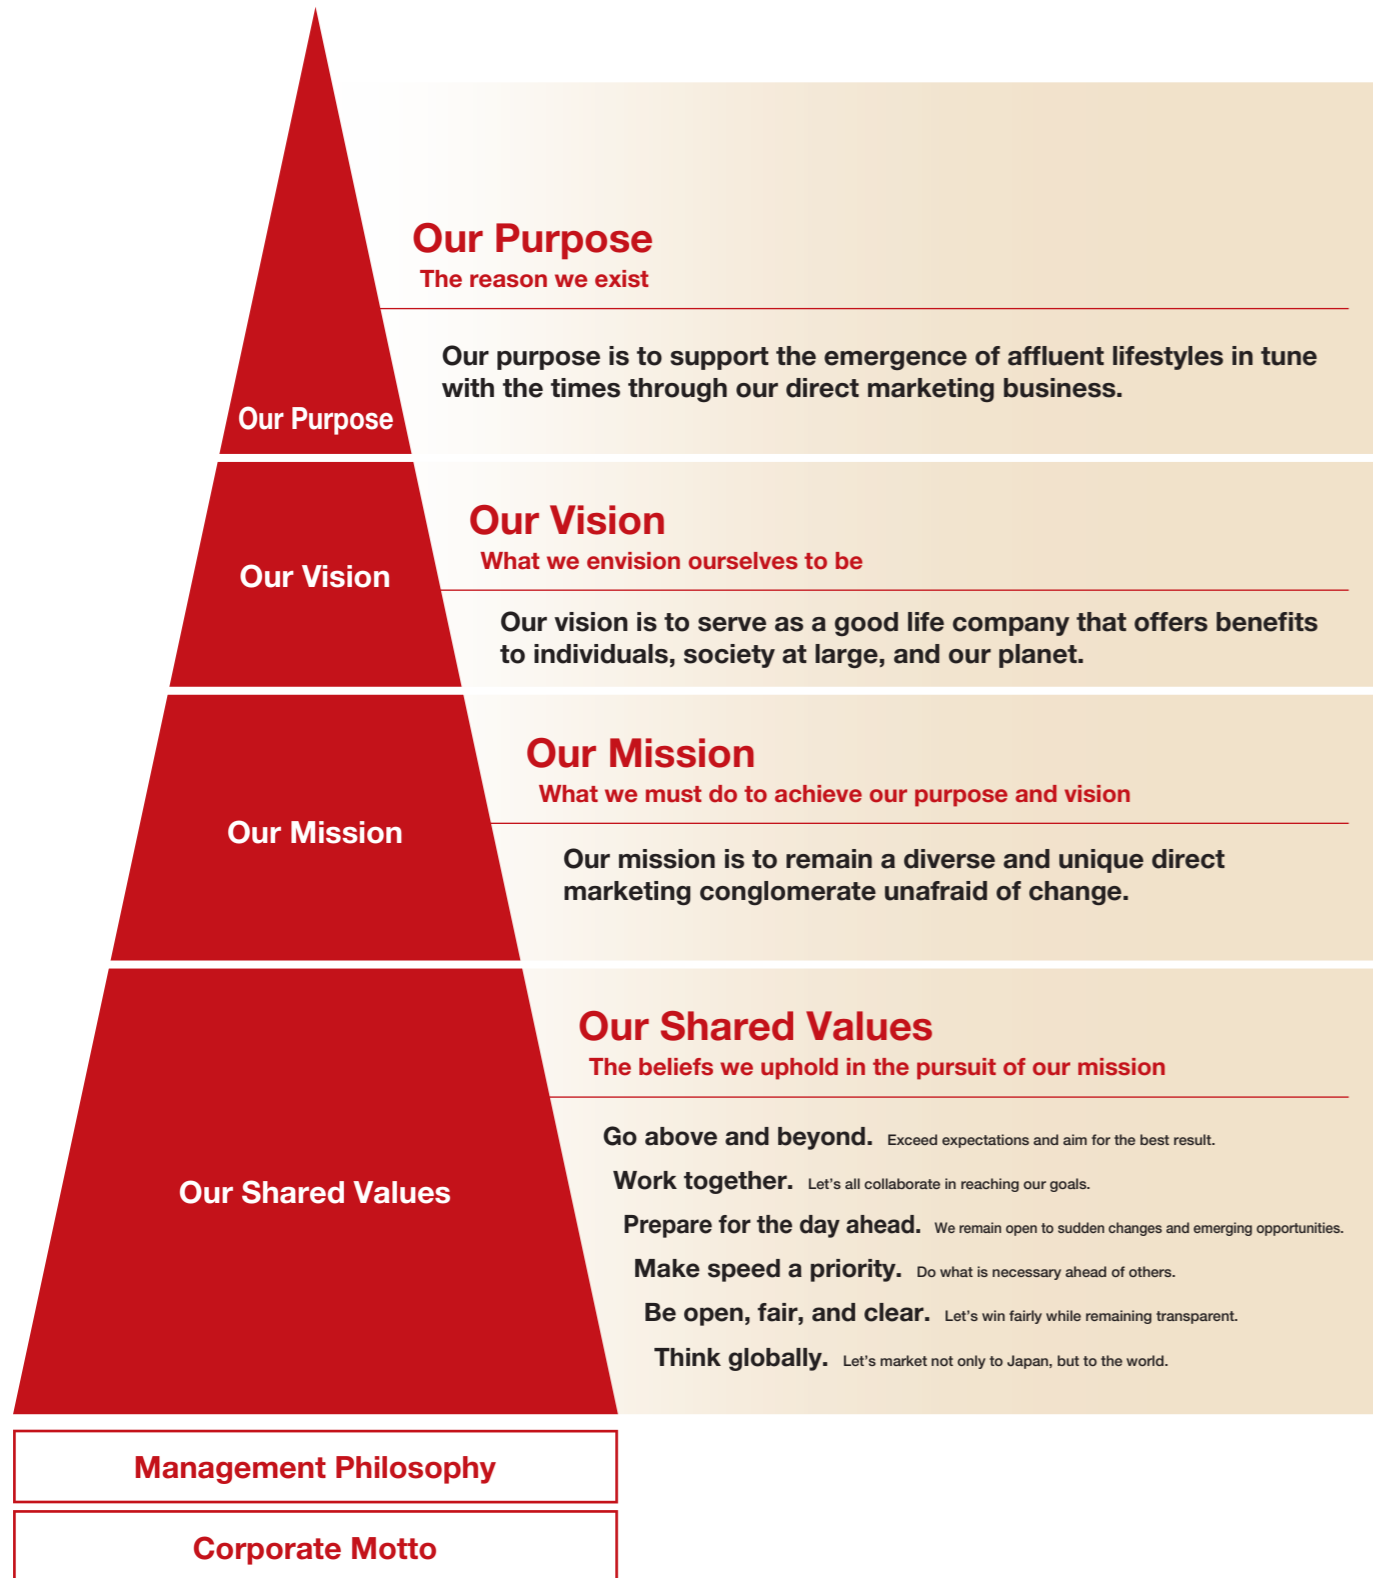 Our Purpose
The reason we exist
Our purpose is to support the emergence of affluent lifestyles in tune
with the times through our direct marketing business.
Our Purpose
Our Vision
What we envision ourselves to be
Our Vision
Our vision is to serve as a good life company that offers benefits
to individuals, society at large, and our planet.
Our Mission
What we must do to achieve our purpose and vision
Our Mission
Our mission is to remain a diverse and unique direct
marketing conglomerate unafraid of change.
Our Shared Values
The beliefs we uphold in the pursuit of our mission
Go above and beyond. Exceed expectations and aim for the best result.
Work together. Let's all collaborate in reaching our goals.
Our Shared Values
Prepare for the day ahead. We remain open to sudden changes and emerging opportunities.
Make speed a priority. Do what is necessary ahead of others.
Be open, fair, and clear. Let's win fairly while remaining transparent.
Think globally. Let's market not only to Japan, but to the world.
Management Philosophy
Corporate Motto